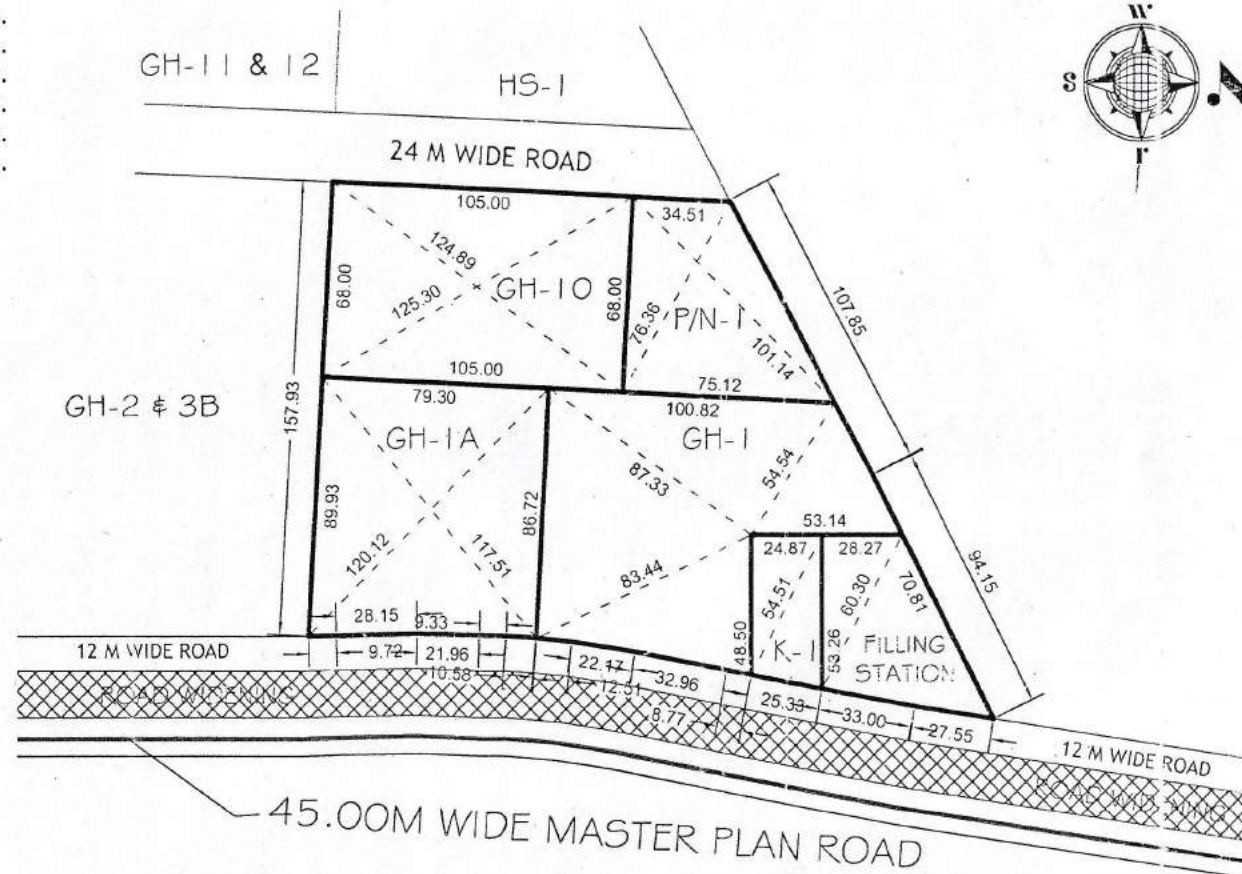 W
S
GH-11 & 12
HS-1
24 M WIDE ROAD
105.00
34.51
124.89
68.00
125.30
GH-10
68.00
76.36
P/N-1
101.14
107.85
105.00
75.12
79.30
100.82
GH-2 & 3B
157.93
GH-1A
GH-1
87.33
54.54
89.93
86.72
120.12
117.51
83.44
53.14
24.87
28.27
94.15
54.51
60.30
70.81
28.15
9.33
48.50
K-1
53.26
FILLING
STATION
12 M WIDE ROAD
9.72
21.96
22.17
32.96
10.58
12.51
8.77
25.33
33.00
27.55
12 M WIDE ROAD
ROAD WIDENING
ROAD WIDENING
45.00M WIDE MASTER PLAN ROAD